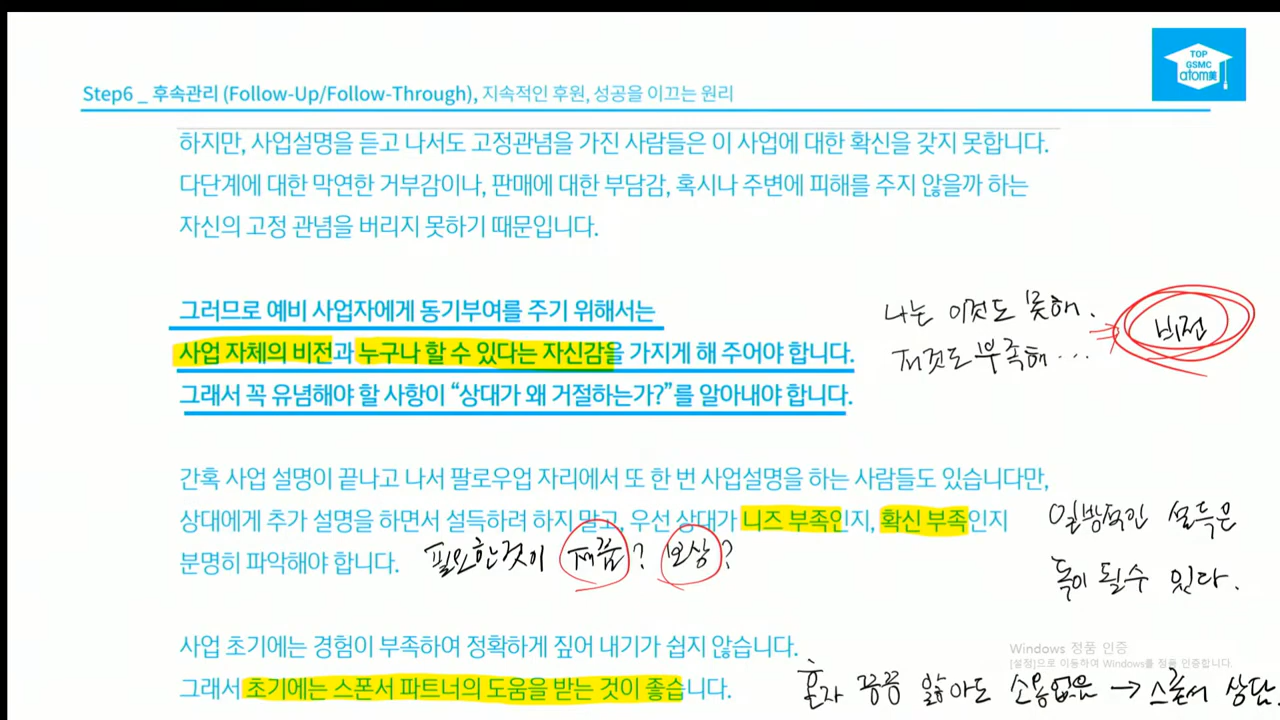 TOP
GSMC
atom美
Step6 _ 후속관리 (Follow-Up/Follow-Through), 지속적인 후원, 성공을 이끄는 원리
하지만, 사업설명을 듣고 나서도 고정관념을 가진 사람들은 이 사업에 대한 확신을 갖지 못합니다.
다단계에 대한 막연한 거부감이나, 판매에 대한 부담감, 혹시나 주변에 피해를 주지 않을까 하는
자신의 고정 관념을 버리지 못하기 때문입니다.
그러므로 예비 사업자에게 동기부여를 주기 위해서는
사업 자체의 비전과 누구나 할 수 있다는 자신감을 가지게 해 주어야 합니다.
그래서 꼭 유념해야 할 사항이 “상대가 왜 거절하는가?”를 알아내야 합니다.
나는 이것도 못해.
저것도 부족해...
비전
간혹 사업 설명이 끝나고 나서 팔로우업 자리에서 또 한 번 사업설명을 하는 사람들도 있습니다만,
상대에게 추가 설명을 하면서 설득하려 하지 말고, 우선 상대가 니즈 부족인지, 확신 부족인지
분명히 파악해야 합니다.
필요한것이 제품? 보상?
일방적인 설득은
독이 될수 있다.
사업 초기에는 경험이 부족하여 정확하게 짚어 내기가 쉽지 않습니다.
그래서 초기에는 스폰서 파트너의 도움을 받는 것이 좋습니다.
혼자 끙끙 앓아도 소용없음 → 스폰서 상담.
Windows 정품 인증
[설정]으로 이동하여 Windows를 정품 인증합니다.